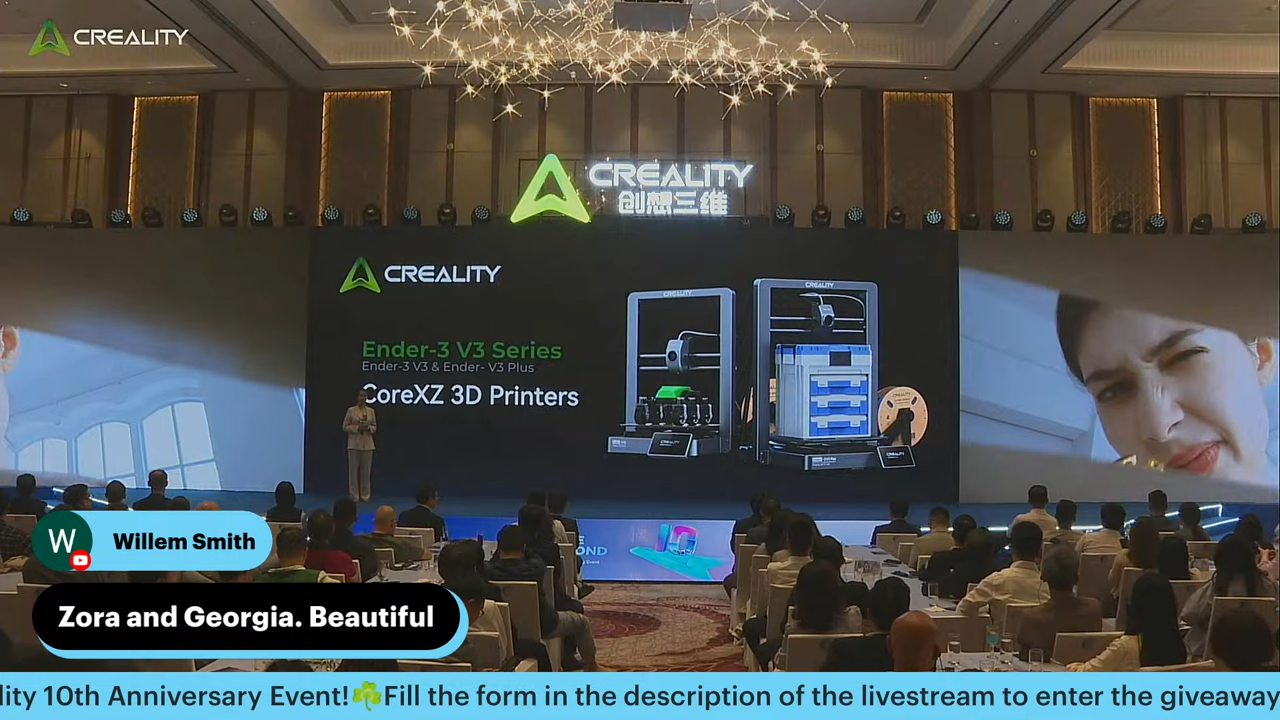 CREALITY
CREALITY
创想三维
CREALITY
Ender-3 V3 Series
Ender-3 V3 & Ender- V3 Plus
CoreXZ 3D Printers
CREALITY
CREALITY
W
Willem Smith
Zora and Georgia. Beautiful
lity 10th Anniversary Event!☘️Fill the form in the description of the livestream to enter the giveaway